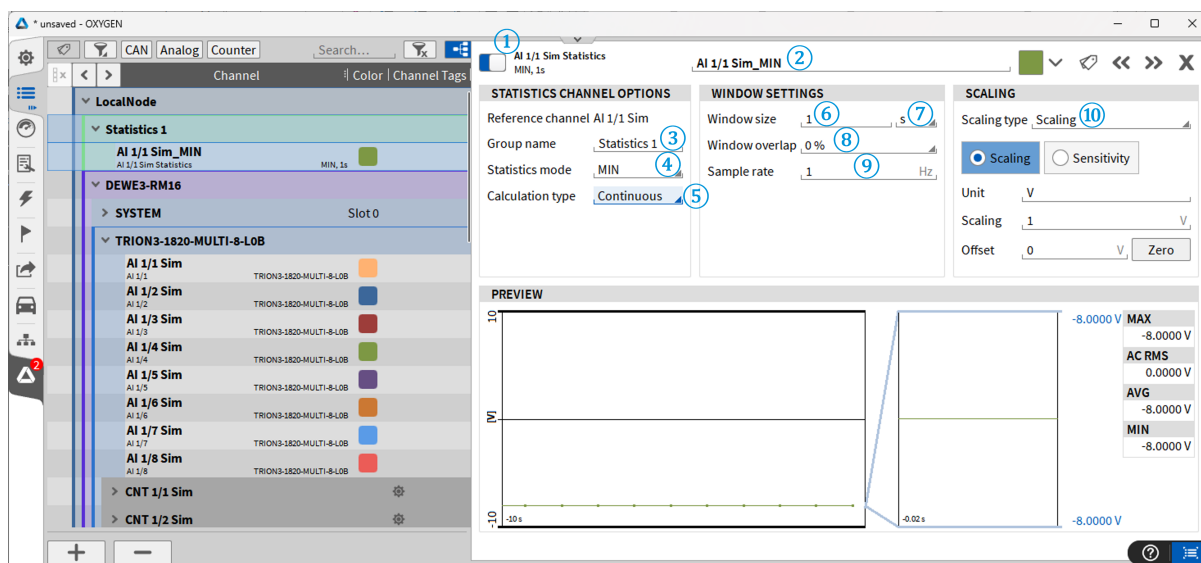 * unsaved - OXYGEN
CAN Analog Counter Search...
Channel Color Channel Tags
LocalNode
Statistics 1
AI 1/1 Sim_MIN
AI 1/1 Sim Statistics MIN, 1s
DEWE3-RM16
SYSTEM Slot 0
TRION3-1820-MULTI-8-L0B
AI 1/1 Sim
AI 1/1 TRION3-1820-MULTI-8-L0B
AI 1/2 Sim
AI 1/2 TRION3-1820-MULTI-8-L0B
AI 1/3 Sim
AI 1/3 TRION3-1820-MULTI-8-L0B
AI 1/4 Sim
AI 1/4 TRION3-1820-MULTI-8-L0B
AI 1/5 Sim
AI 1/5 TRION3-1820-MULTI-8-L0B
AI 1/6 Sim
AI 1/6 TRION3-1820-MULTI-8-L0B
AI 1/7 Sim
AI 1/7 TRION3-1820-MULTI-8-L0B
AI 1/8 Sim
AI 1/8 TRION3-1820-MULTI-8-L0B
CNT 1/1 Sim
CNT 1/2 Sim
2
1
AI 1/1 Sim Statistics
MIN, 1s
AI 1/1 Sim_MIN 2
X
STATISTICS CHANNEL OPTIONS
Reference channel AI 1/1 Sim
Group name Statistics 1 3
Statistics mode MIN 4
Calculation type Continuous 5
WINDOW SETTINGS
Window size 1 6 s 7
Window overlap 0 % 8
Sample rate 1 9 Hz
SCALING
Scaling type Scaling 10
Scaling Sensitivity
Unit V
Scaling 1 V
Offset 0 V Zero
PREVIEW
10
[V]
-10
-10 s
-0.02 s
-8.0000 V
-8.0000 V
MAX
-8.0000 V
AC RMS
0.0000 V
AVG
-8.0000 V
MIN
-8.0000 V